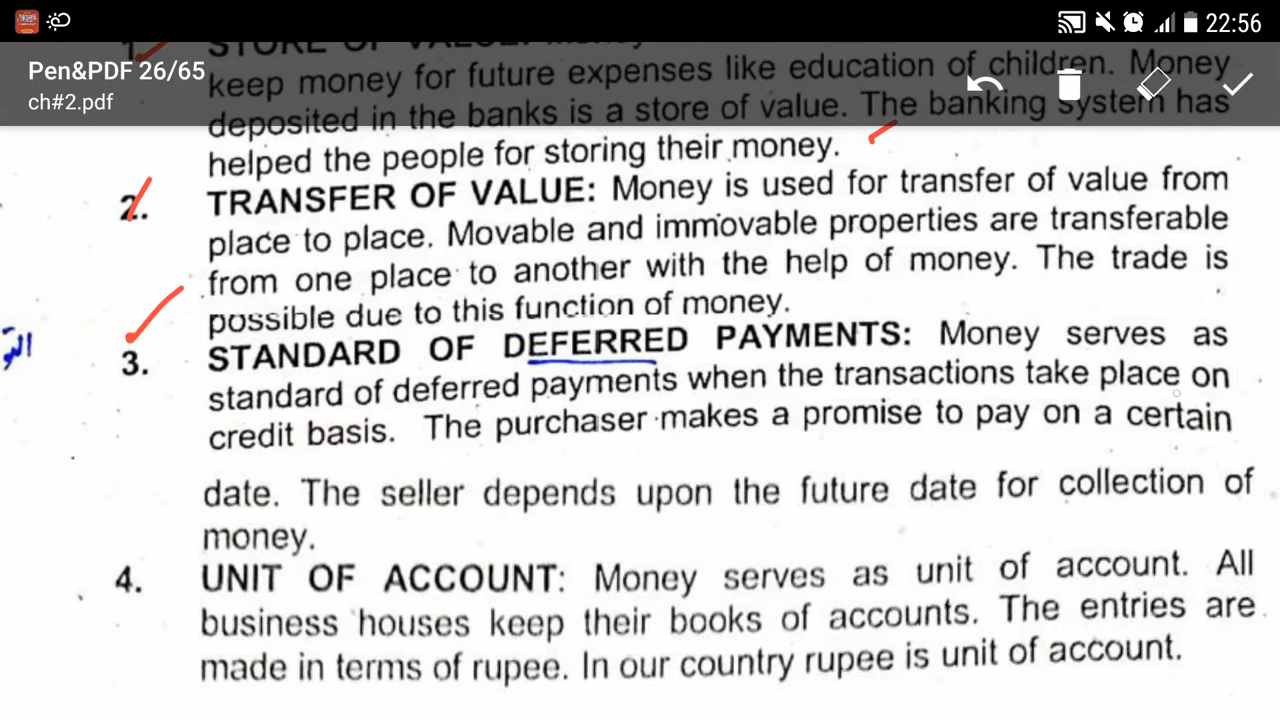 22:56
Pen&PDF 26/65
ch#2.pdf
1. STORE OF VALUE: Money
keep money for future expenses like education of children. Money
deposited in the banks is a store of value. The banking system has
helped the people for storing their money.
2. TRANSFER OF VALUE: Money is used for transfer of value from
place to place. Movable and immovable properties are transferable
from one place to another with the help of money. The trade is
possible due to this function of money.
3. STANDARD OF DEFERRED PAYMENTS: Money serves as
standard of deferred payments when the transactions take place on
credit basis. The purchaser makes a promise to pay on a certain
date. The seller depends upon the future date for collection of
money.
4. UNIT OF ACCOUNT: Money serves as unit of account. All
business houses keep their books of accounts. The entries are
made in terms of rupee. In our country rupee is unit of account.